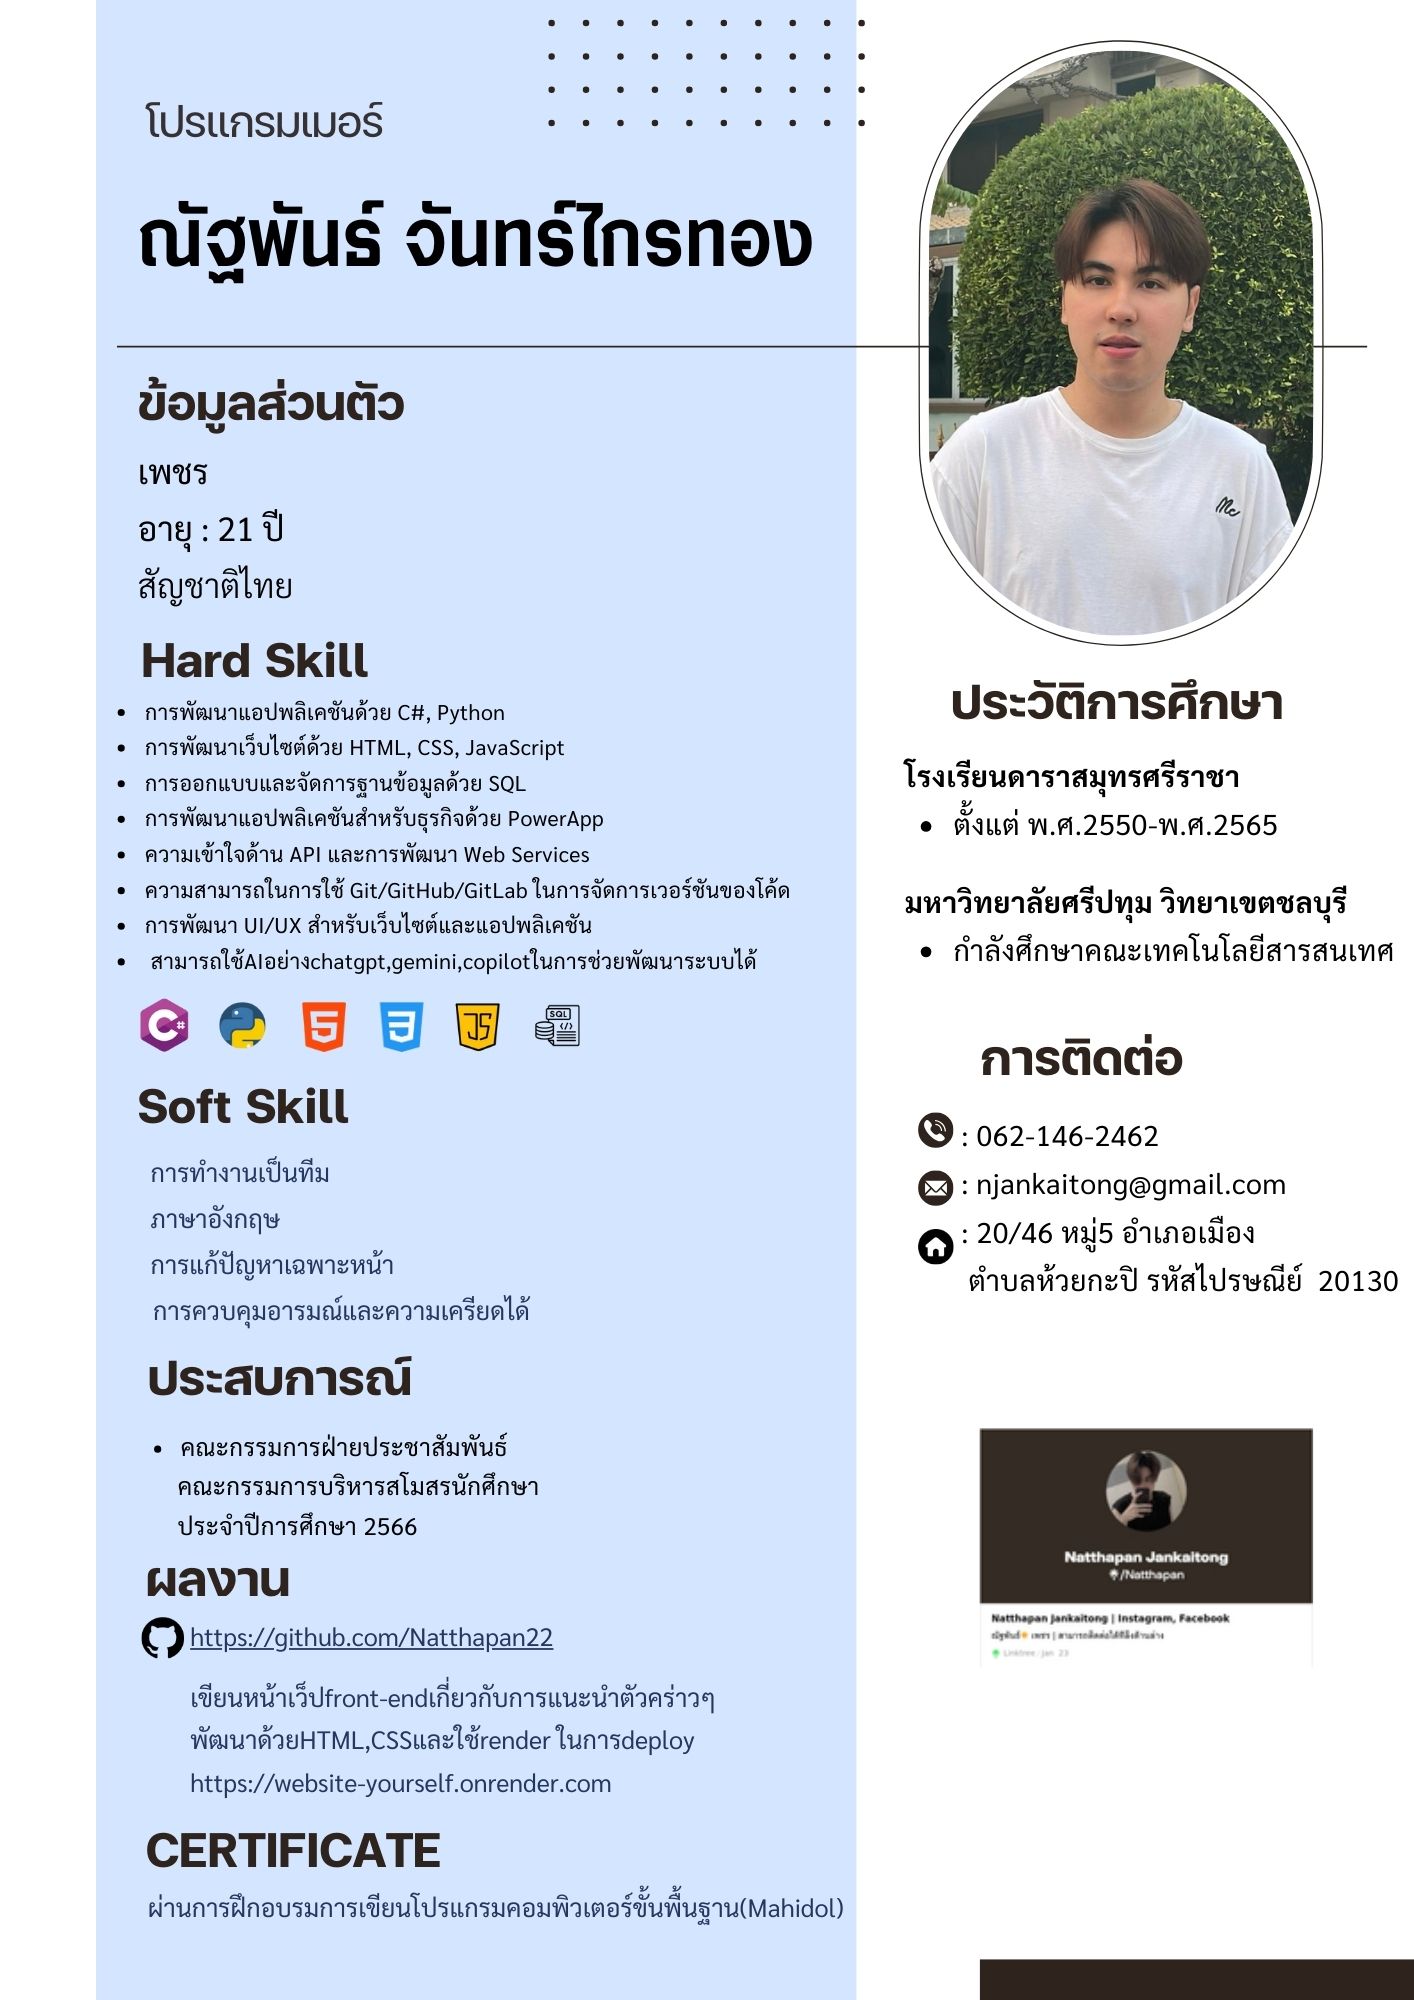 โปรแกรมเมอร์
ณัฐพันธ์ จันทร์ไกรทอง
ข้อมูลส่วนตัว
เพชร
อายุ : 21 ปี
สัญชาติไทย
Hard Skill
• การพัฒนาแอปพลิเคชันด้วย C#, Python
• การพัฒนาเว็บไซต์ด้วย HTML, CSS, JavaScript
• การออกแบบและจัดการฐานข้อมูลด้วย SQL
• การพัฒนาแอปพลิเคชันสำหรับธุรกิจด้วย PowerApp
• ความเข้าใจด้าน API และการพัฒนา Web Services
• ความสามารถในการใช้ Git/GitHub/GitLab ในการจัดการเวอร์ชันของโค้ด
• การพัฒนา UI/UX สำหรับเว็บไซต์และแอปพลิเคชัน
• สามารถใช้AIอย่างchatgpt,gemini,copilotในการช่วยพัฒนาระบบได้
C# 5 3 JS SQL </>
Soft Skill
การทำงานเป็นทีม
ภาษาอังกฤษ
การแก้ปัญหาเฉพาะหน้า
การควบคุมอารมณ์และความเครียดได้
ประสบการณ์
• คณะกรรมการฝ่ายประชาสัมพันธ์
คณะกรรมการบริหารสโมสรนักศึกษา
ประจำปีการศึกษา 2566
ผลงาน
https://github.com/Natthapan22
เขียนหน้าเว็ปfront-endเกี่ยวกับการแนะนำตัวคร่าวๆ
พัฒนาด้วยHTML,CSSและใช้render ในการdeploy
https://website-yourself.onrender.com
CERTIFICATE
ผ่านการฝึกอบรมการเขียนโปรแกรมคอมพิวเตอร์ขั้นพื้นฐาน(Mahidol)
Mc
ประวัติการศึกษา
โรงเรียนดาราสมุทรศรีราชา
• ตั้งแต่ พ.ศ.2550-พ.ศ.2565
มหาวิทยาลัยศรีปทุม วิทยาเขตชลบุรี
• กำลังศึกษาคณะเทคโนโลยีสารสนเทศ
การติดต่อ
: 062-146-2462
: njankaitong@gmail.com
: 20/46 หมู่5 อำเภอเมือง
ตำบลห้วยกะปิ รหัสไปรษณีย์ 20130
Natthapan Jankaitong
/Natthapan
Natthapan Jankaitong | Instagram, Facebook
ณัฐพันธ์ เพชร | สามารถติดต่อได้ที่ลิ้งด้านล่าง
Linktree · Jan 23